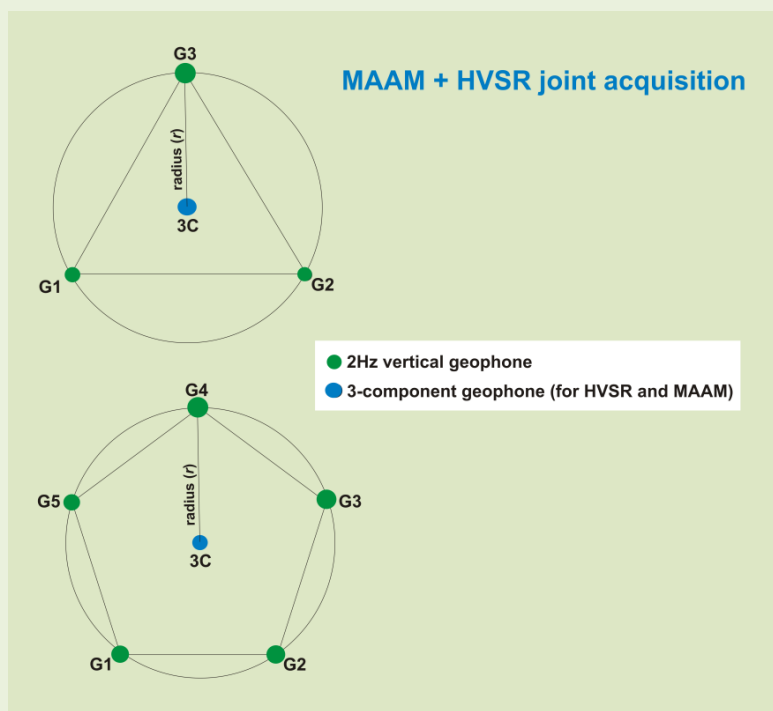 MAAM + HVSR joint acquisition
G3
radius (r)
3C
G1
G2
2Hz vertical geophone
3-component geophone (for HVSR and MAAM)
G4
G5
G3
radius (r)
3C
G1
G2